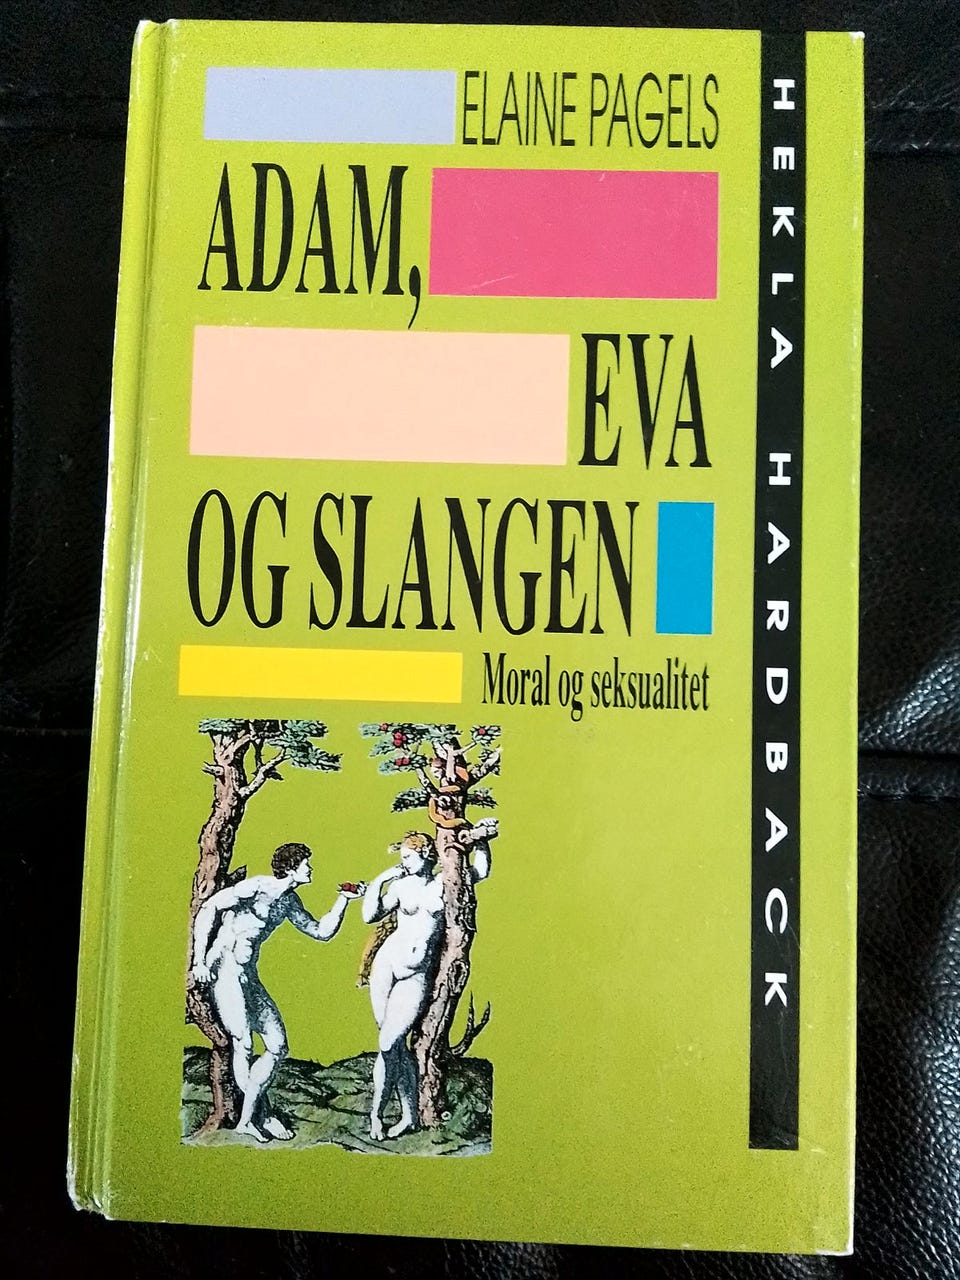 ELAINE PAGELS
ADAM,
EVA
OG SLANGEN
Moral og seksualitet
HEKLA HARDBACK